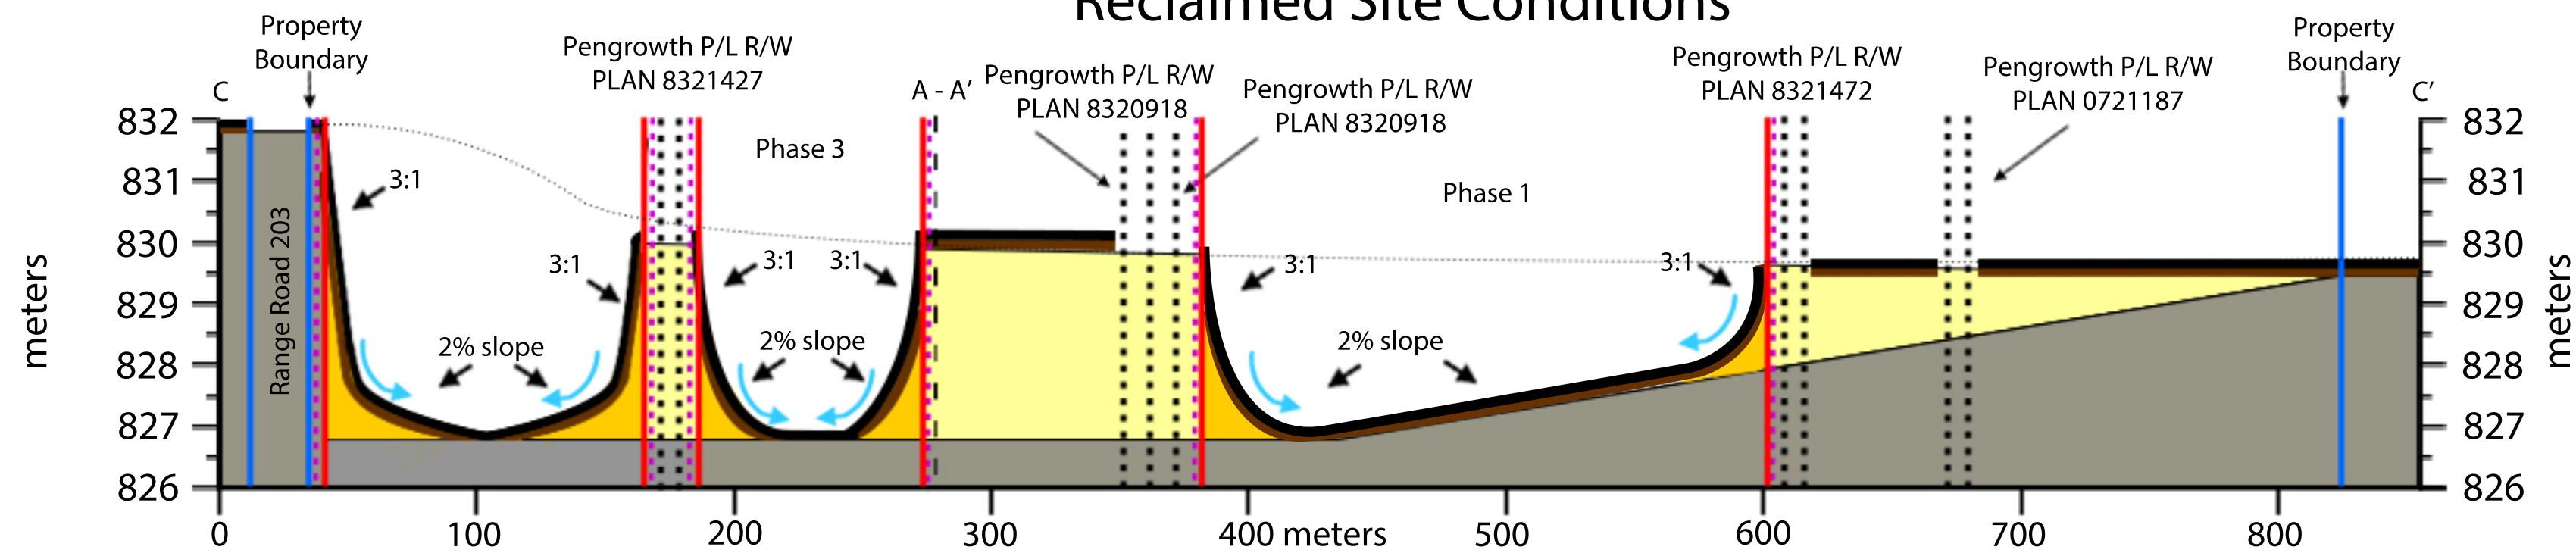 Reclaimed Site Conditions
Property
Boundary
Pengrowth P/L R/W
PLAN 8321427
Pengrowth P/L R/W
PLAN 8320918
Pengrowth P/L R/W
PLAN 8320918
Pengrowth P/L R/W
PLAN 8321472
Pengrowth P/L R/W
PLAN 0721187
Property
Boundary
C
A - A’
C’
Phase 3
Phase 1
832
831
830
829
828
827
826
meters
Range Road 203
3:1
3:1
3:1
3:1
3:1
3:1
2% slope
2% slope
2% slope
832
831
830
829
828
827
826
meters
0
100
200
300
400 meters
500
600
700
800